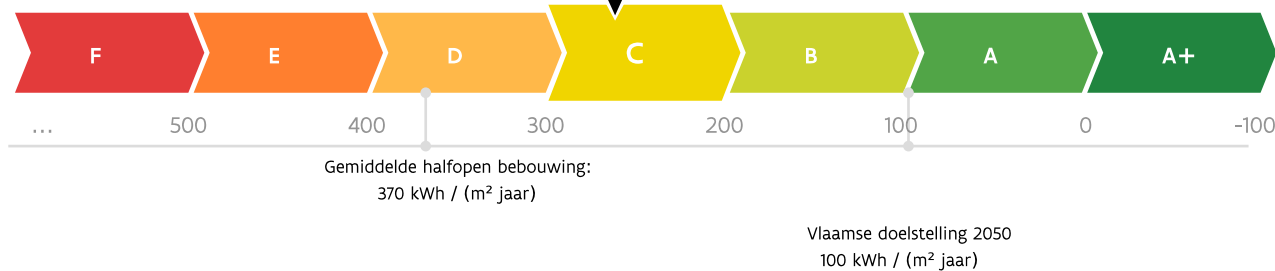 F E D C B A A+
... 500 400 300 200 100 0 -100
Gemiddelde halfopen bebouwing:
370 kWh / (m² jaar)
Vlaamse doelstelling 2050
100 kWh / (m² jaar)